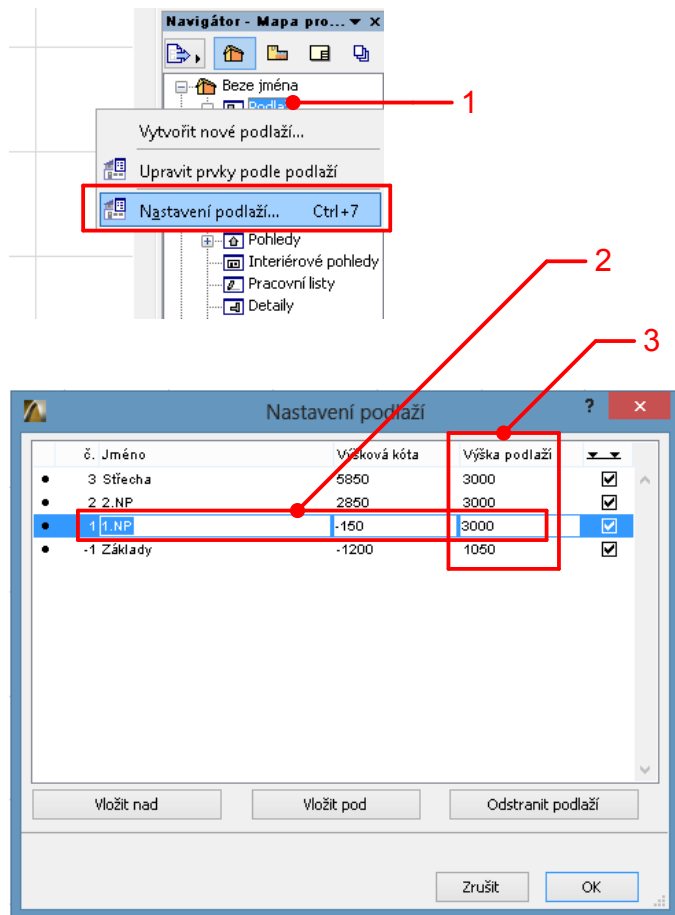 Navigátor - Mapa pro...
Beze jména
1
Vytvořit nové podlaží...
Upravit prvky podle podlaží
Nastavení podlaží... Ctrl+7
Pohledy
Interiérové pohledy
Pracovní listy
Detaily
2
3
Nastavení podlaží ?
č. Jméno Výšková kóta Výška podlaží
3 Střecha 5850 3000
2 2.NP 2850 3000
1 1.NP -150 3000
-1 Základy -1200 1050
Vložit nad Vložit pod Odstranit podlaží
Zrušit OK